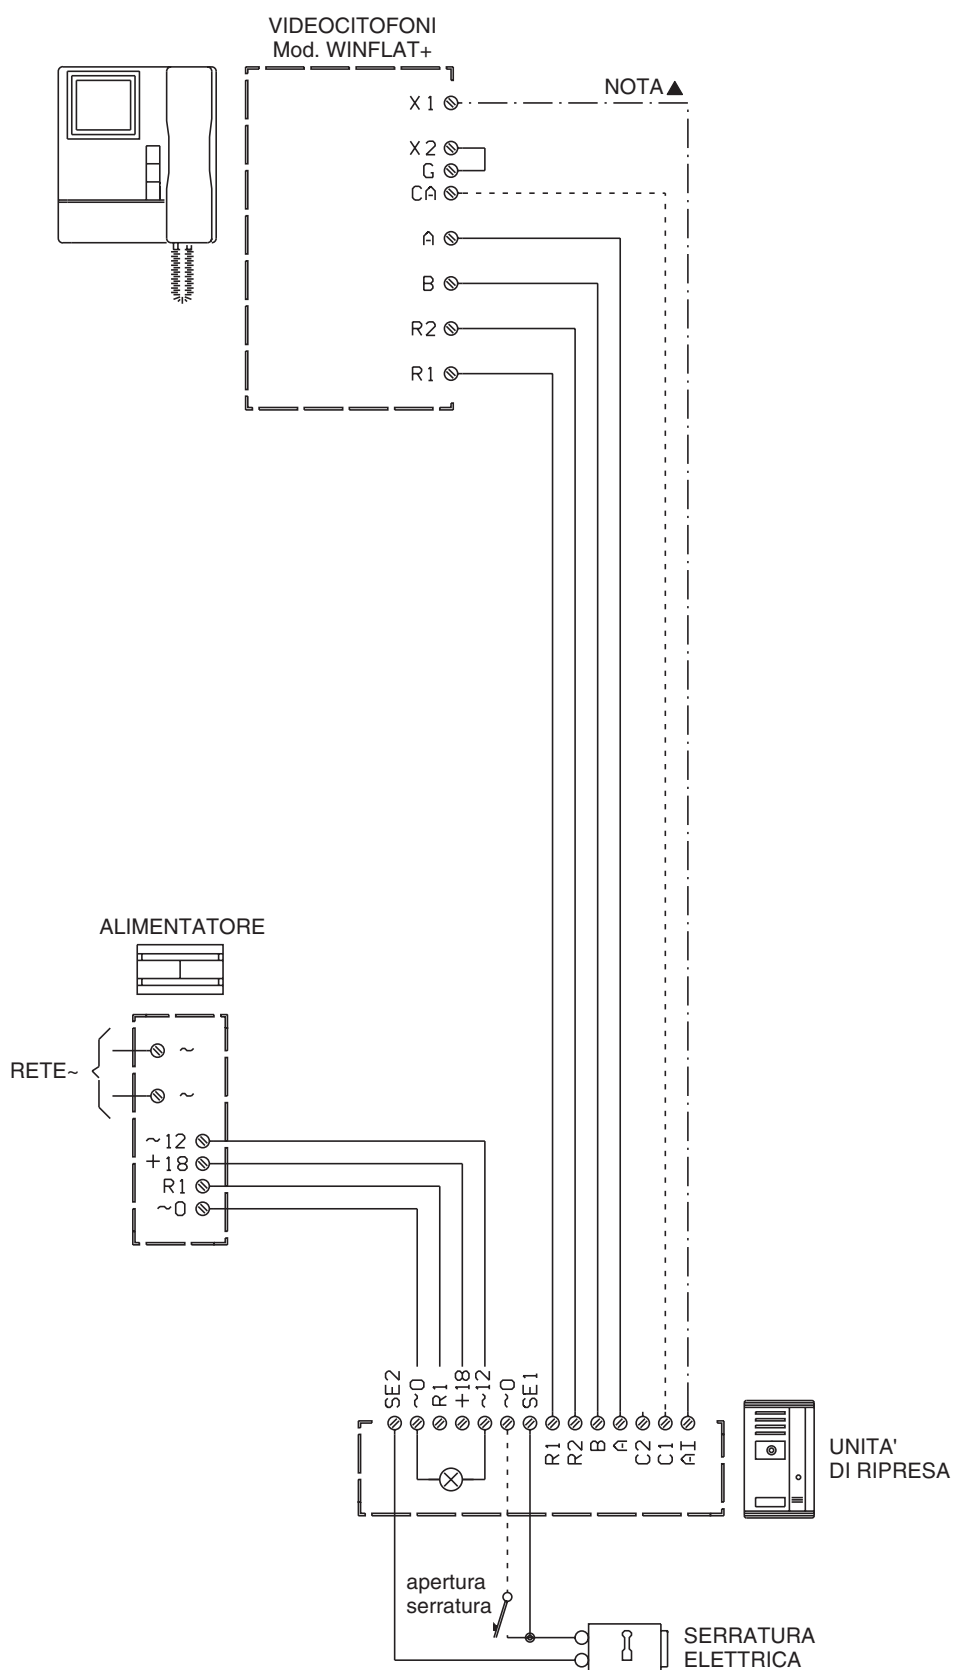 VIDEOCITOFONI
Mod. WINFLAT+
NOTA▲
X1
X2
G
CA
A
B
R2
R1
ALIMENTATORE
RETE~
~
~
~12
+18
R1
~0
SE2
~0
R1
+18
~12
~0
SE1
R1
R2
B
A
C2
C1
AI
UNITA'
DI RIPRESA
apertura
serratura
SERRATURA
ELETTRICA